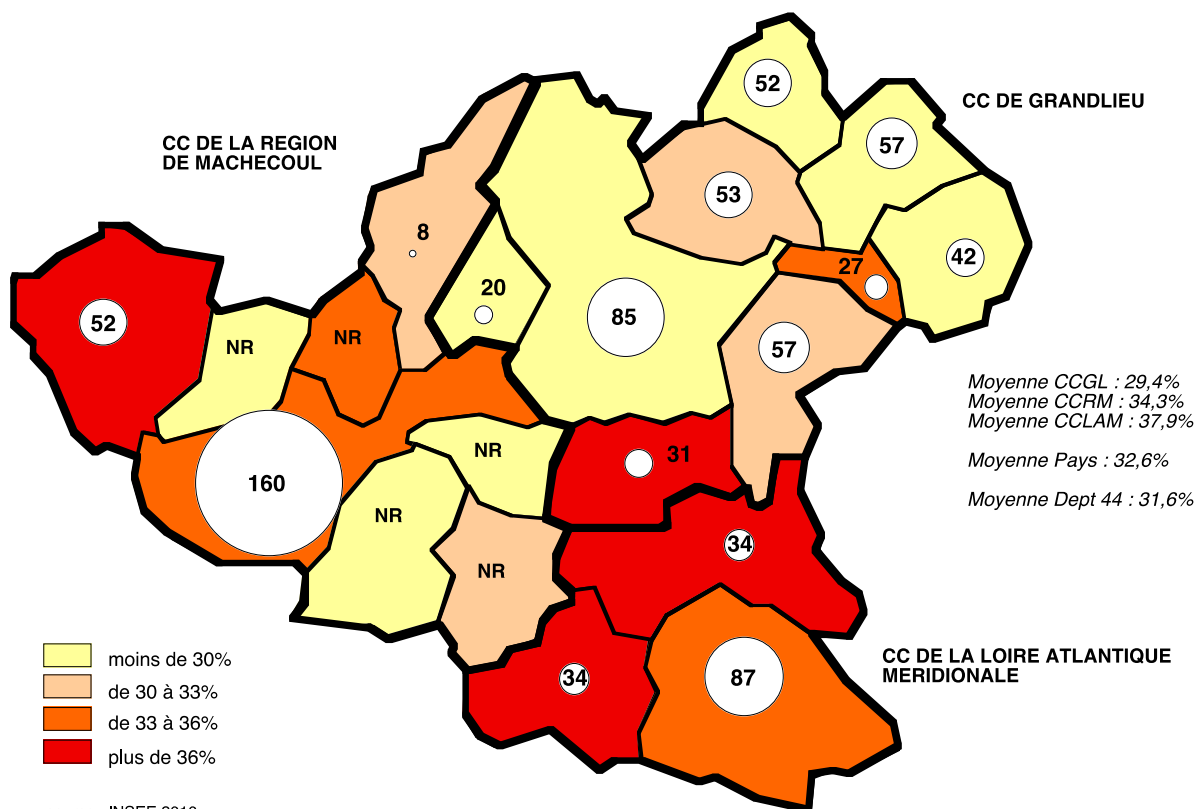 52
CC DE GRANDLIEU
CC DE LA REGION
DE MACHECOUL
57
53
8
42
27
20
52
85
NR
NR
57
Moyenne CCGL : 29,4%
Moyenne CCRM : 34,3%
Moyenne CCLAM : 37,9%
NR
31
Moyenne Pays : 32,6%
160
Moyenne Dept 44 : 31,6%
NR
34
NR
CC DE LA LOIRE ATLANTIQUE
MERIDIONALE
34
87
moins de 30%
de 30 à 33%
de 33 à 36%
plus de 36%